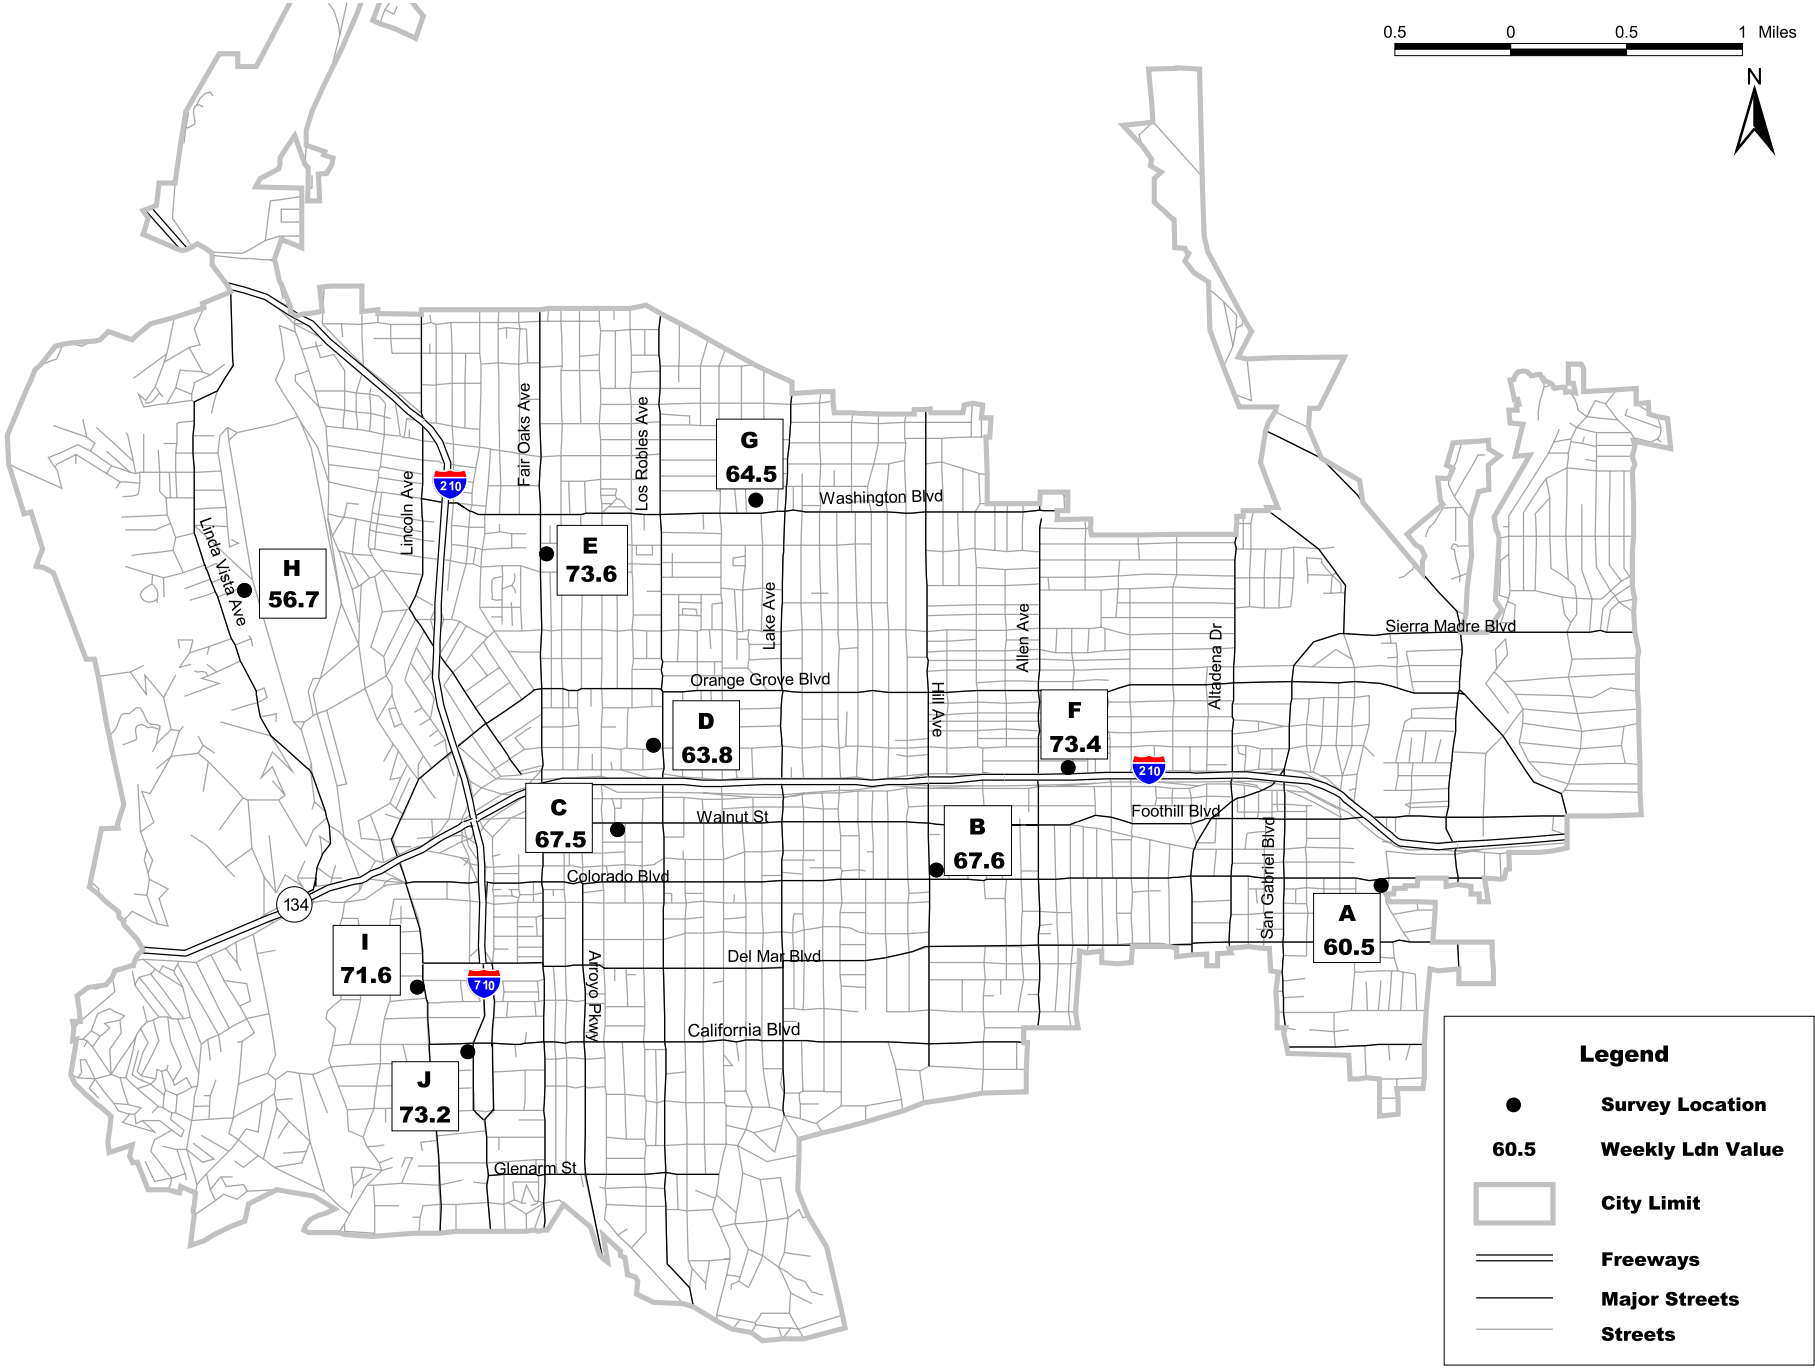 0.5 0 0.5 1 Miles
N
Fair Oaks Ave
Los Robles Ave
G
64.5
Washington Blvd
210
Lincoln Ave
Linda Vista Ave
H
56.7
E
73.6
Lake Ave
Allen Ave
Altadena Dr
Sierra Madre Blvd
Orange Grove Blvd
Hill Ave
D
63.8
F
73.4
210
C
67.5
Walnut St
Foothill Blvd
B
67.6
San Gabriel Blvd
Colorado Blvd
134
A
60.5
I
71.6
Del Mar Blvd
710
Arroyo Pkwy
California Blvd
J
73.2
Glenarm St
Legend
Survey Location
60.5 Weekly Ldn Value
City Limit
Freeways
Major Streets
Streets